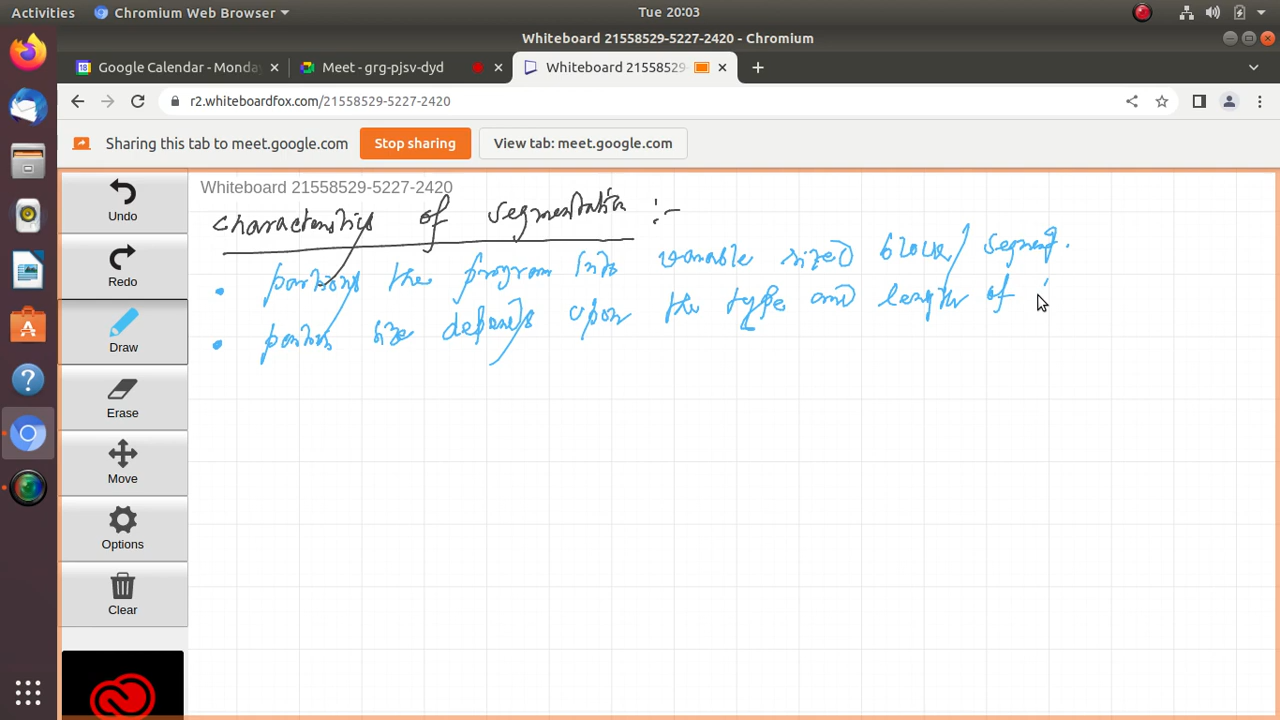 Activities Chromium Web Browser Tue 20:03
Whiteboard 21558529-5227-2420 - Chromium
Google Calendar - Monda Meet - grg-pjsv-dyd Whiteboard 21558529
r2.whiteboardfox.com/21558529-5227-2420
Sharing this tab to meet.google.com Stop sharing View tab: meet.google.com
Whiteboard 21558529-5227-2420
Undo
Redo
Draw
Erase
Move
Options
Clear
characteristics of segmentation :-
• partions the program into variable sized block/segment.
• partion size depends upon the type and length of